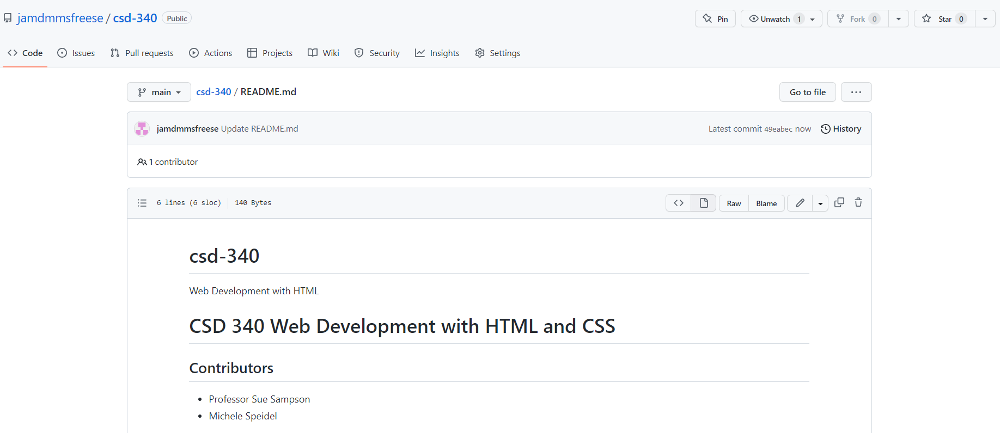 jamdmmsfreese / csd-340 Public Pin Unwatch 1 Fork 0 Star 0
Code Issues Pull requests Actions Projects Wiki Security Insights Settings
main csd-340 / README.md Go to file ...
jamdmmsfreese Update README.md Latest commit 49eabec now History
1 contributor
6 lines (6 sloc) 140 Bytes <> Raw Blame
csd-340
Web Development with HTML
CSD 340 Web Development with HTML and CSS
Contributors
• Professor Sue Sampson
• Michele Speidel